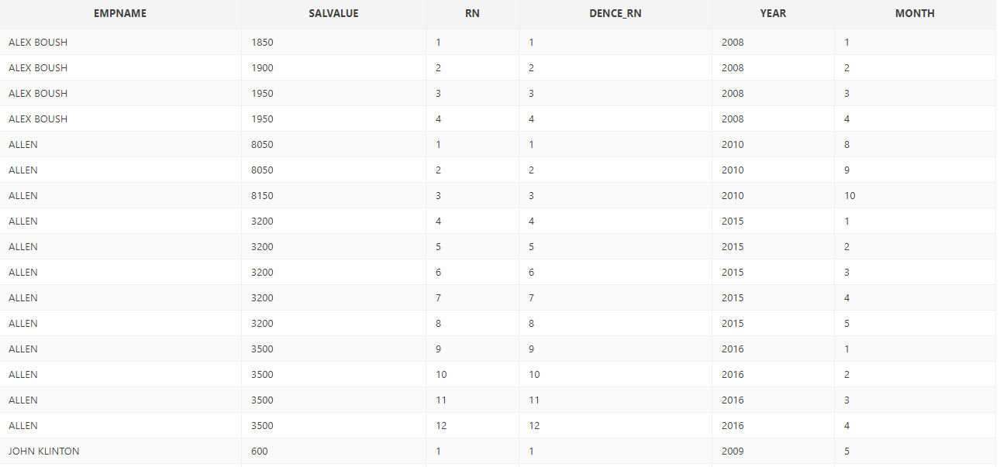 EMPNAME SALVALUE RN DENCE_RN YEAR MONTH
ALEX BOUSH 1850 1 1 2008 1
ALEX BOUSH 1900 2 2 2008 2
ALEX BOUSH 1950 3 3 2008 3
ALEX BOUSH 1950 4 4 2008 4
ALLEN 8050 1 1 2010 8
ALLEN 8050 2 2 2010 9
ALLEN 8150 3 3 2010 10
ALLEN 3200 4 4 2015 1
ALLEN 3200 5 5 2015 2
ALLEN 3200 6 6 2015 3
ALLEN 3200 7 7 2015 4
ALLEN 3200 8 8 2015 5
ALLEN 3500 9 9 2016 1
ALLEN 3500 10 10 2016 2
ALLEN 3500 11 11 2016 3
ALLEN 3500 12 12 2016 4
JOHN KLINTON 600 1 1 2009 5